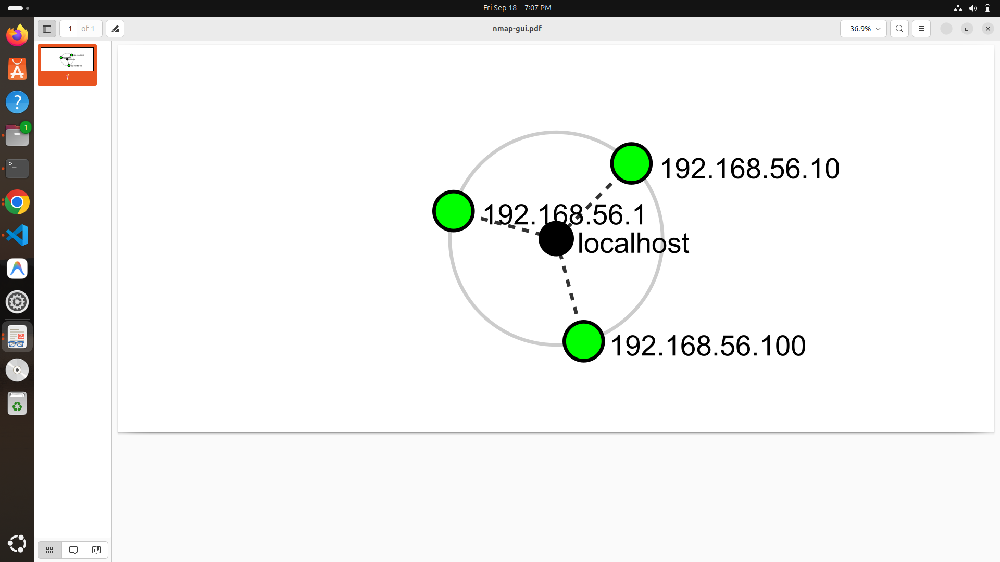 Fri Sep 18 7:07 PM
1 of 1
nmap-gui.pdf
36.9%
1
1
192.168.56.10
192.168.56.1
localhost
192.168.56.100